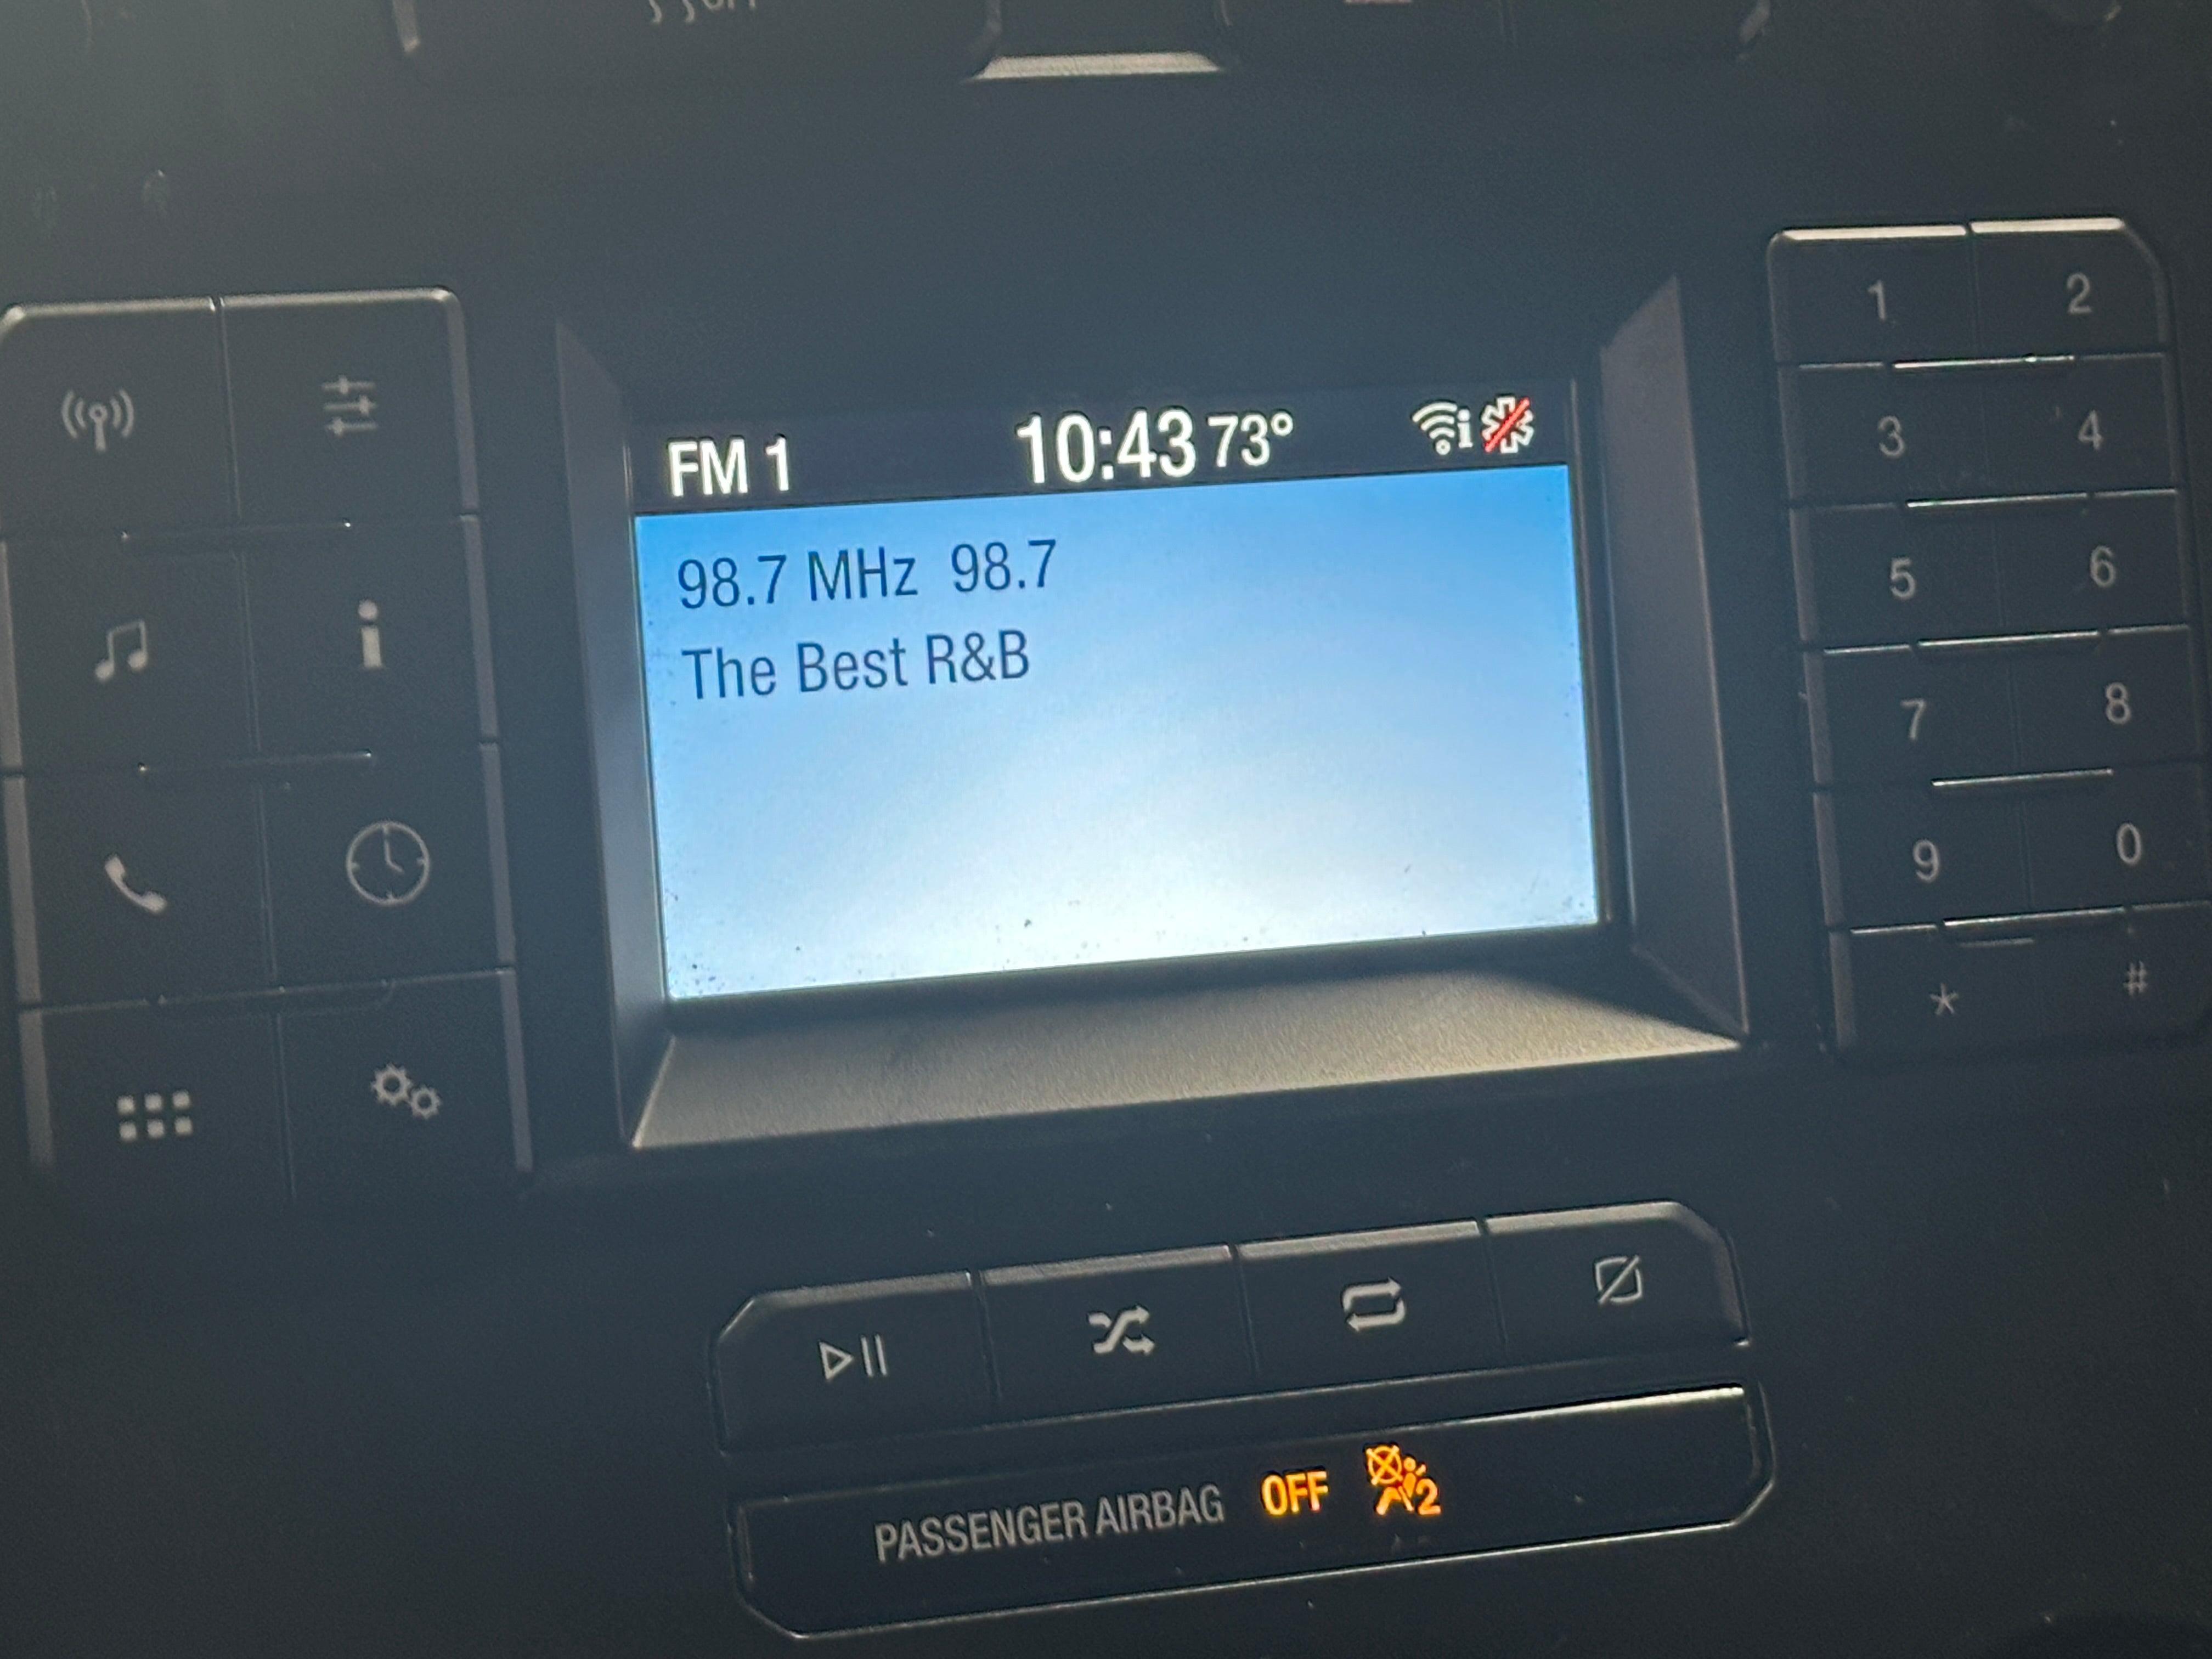 FM 1 10:43 73° i
98.7 MHz 98.7
The Best R&B
i
1 2
3 4
5 6
7 8
9 0
* #
PASSENGER AIRBAG OFF 2